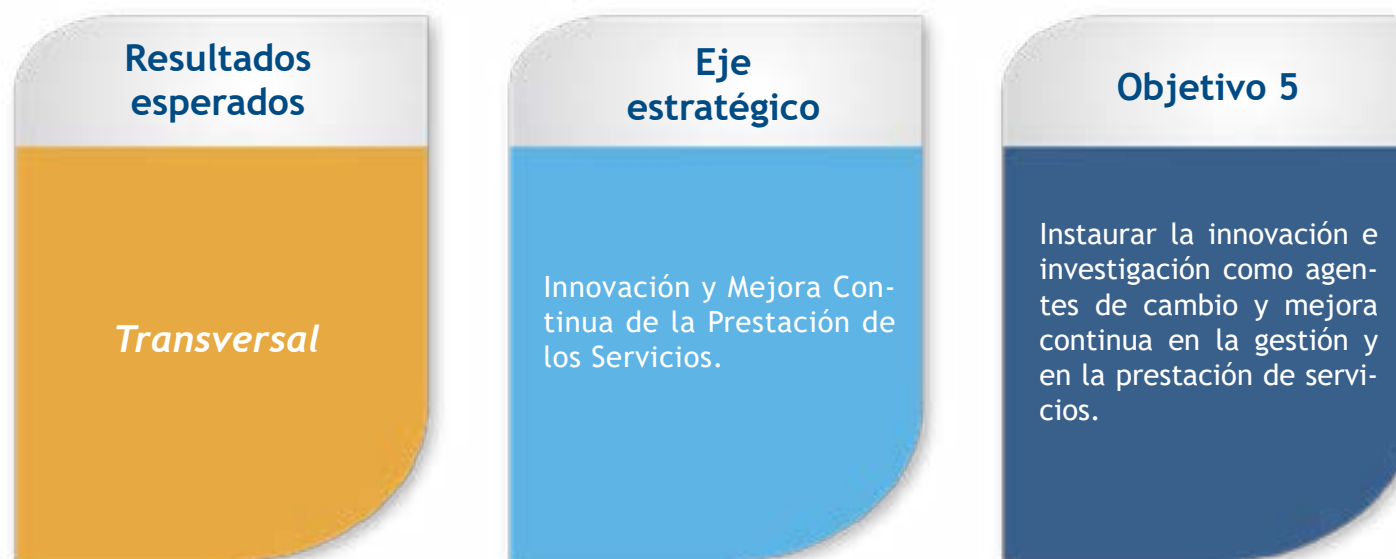 Resultados
esperados
Transversal
Eje
estratégico
Innovación y Mejora Con-
tinua de la Prestación de
los Servicios.
Objetivo 5
Instaurar la innovación e
investigación como agen-
tes de cambio y mejora
continua en la gestión y
en la prestación de servi-
cios.